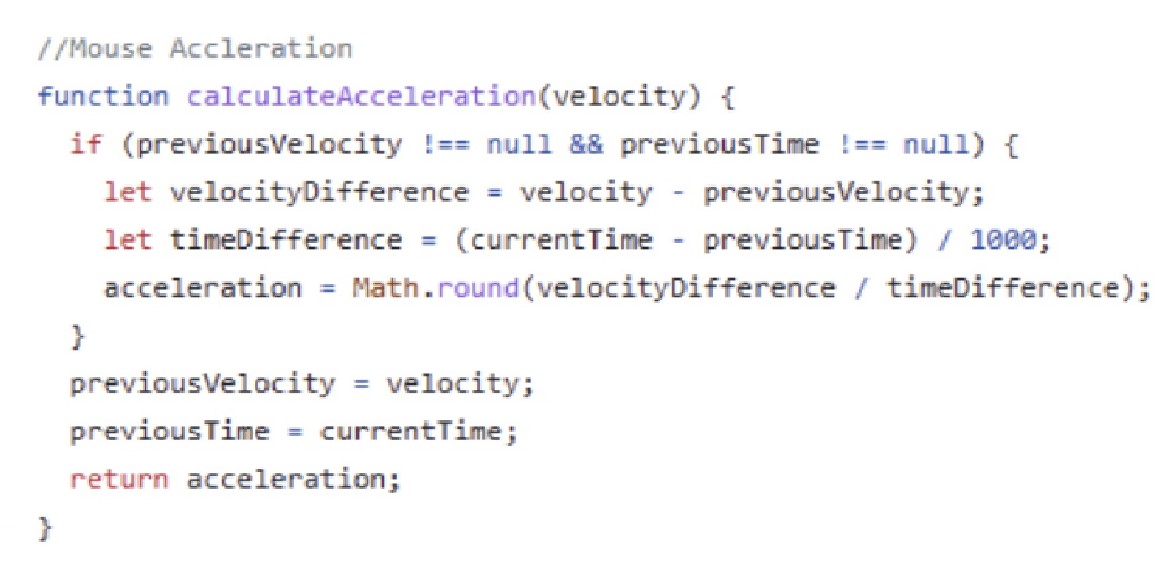 //Mouse Accleration
function calculateAcceleration(velocity) {
  if (previousVelocity !== null && previousTime !== null) {
    let velocityDifference = velocity - previousVelocity;
    let timeDifference = (currentTime - previousTime) / 1000;
    acceleration = Math.round(velocityDifference / timeDifference);
  }
  previousVelocity = velocity;
  previousTime = currentTime;
  return acceleration;
}